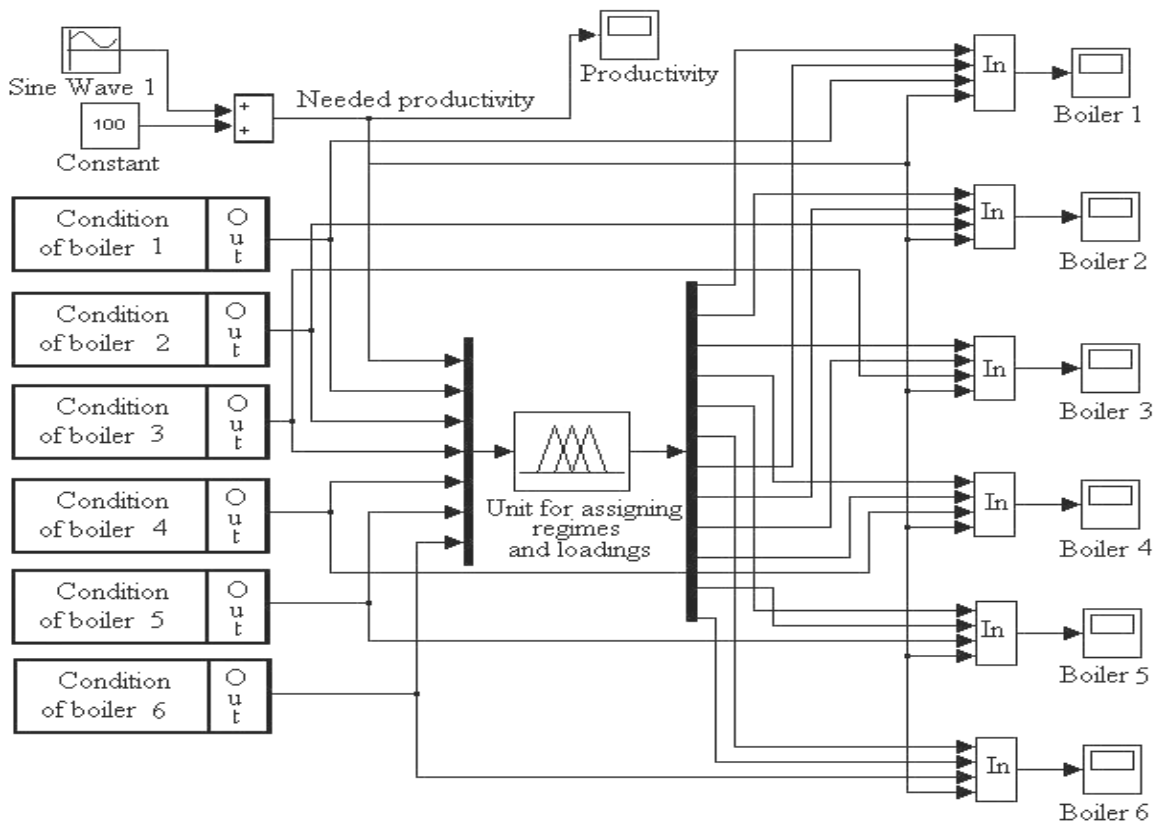 Sine Wave 1
100
Constant
+
+
Needed productivity
Productivity
Condition
of boiler 1
Out
Condition
of boiler 2
Out
Condition
of boiler 3
Out
Condition
of boiler 4
Out
Condition
of boiler 5
Out
Condition
of boiler 6
Out
Unit for assigning
regimes
and loadings
In
Boiler 1
In
Boiler 2
In
Boiler 3
In
Boiler 4
In
Boiler 5
In
Boiler 6